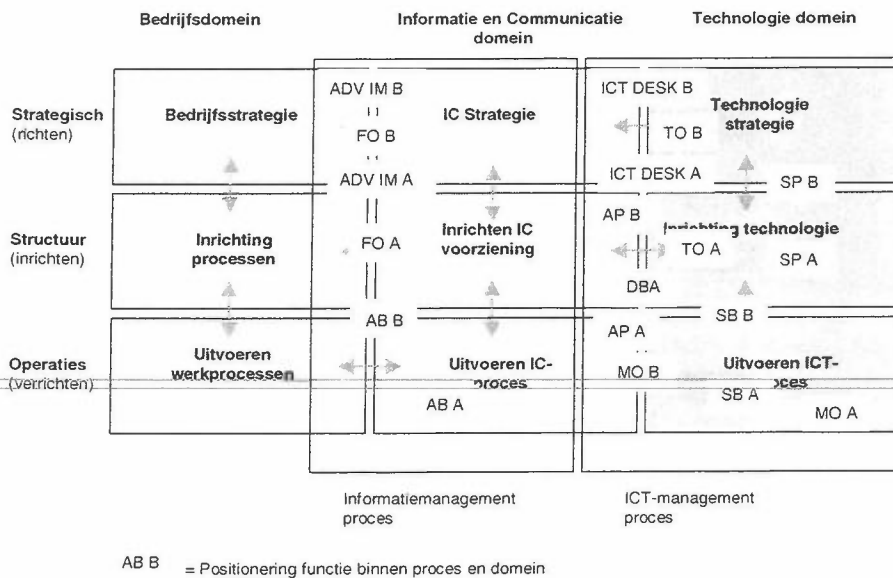 Bedrijfsdomein
Informatie en Communicatie
domein
Technologie domein
Strategisch
(richten)
Bedrijfsstrategie
ADV IM B
FO B
ADV IM A
IC Strategie
ICT DESK B
TO B
ICT DESK A
Technologie
strategie
SP B
Structuur
(inrichten)
Inrichting
processen
FO A
Inrichten IC
voorziening
AP B
Inrichting technologie
TO A
SP A
DBA
SB B
Operaties
(verrichten)
Uitvoeren
werkprocessen
AB B
Uitvoeren IC-
proces
AB A
AP A
MO B
Uitvoeren ICT-
proces
SB A
MO A
Informatiemanagement
proces
ICT-management
proces
AB B = Positionering functie binnen proces en domein